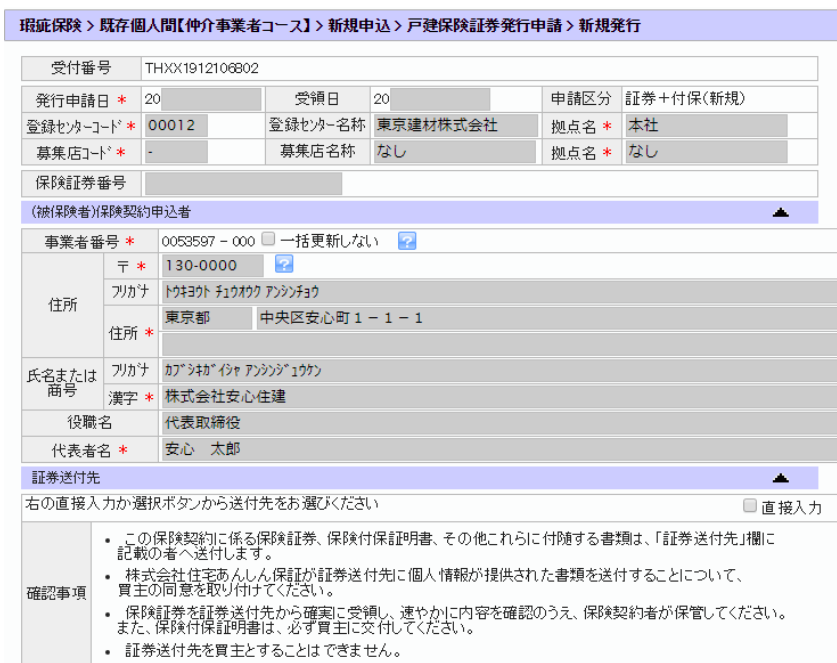 瑕疵保険 > 既存個人間【仲介事業者コース】 > 新規申込 > 戸建保険証券発行申請 > 新規発行
受付番号 THXX1912106802
発行申請日 * 20 受領日 20 申請区分 証券+付保(新規)
登録センターコード * 00012 登録センター名称 東京建材株式会社 拠点名 * 本社
募集店コード * - 募集店名称 なし 拠点名 * なし
保険証券番号
(被保険者)保険契約申込者 ▲
事業者番号 * 0053597 - 000 一括更新しない ?
〒 * 130-0000 ?
住所 フリガナ トウキヨウト チユウオウク アンシンチヨウ
住所 * 東京都 中央区安心町1-1-1
氏名または商号 フリガナ カブシキガイシヤ アンシンジユウケン
漢字 * 株式会社安心住建
役職名 代表取締役
代表者名 * 安心 太郎
証券送付先 ▲
右の直接入力か選択ボタンから送付先をお選びください 直接入力
確認事項
• この保険契約に係る保険証券、保険付保証明書、その他これらに付随する書類は、「証券送付先」欄に
記載の者へ送付します。
• 株式会社住宅あんしん保証が証券送付先に個人情報が提供された書類を送付することについて、
買主の同意を取り付けてください。
• 保険証券を証券送付先から確実に受領し、速やかに内容を確認のうえ、保険契約者が保管してください。
また、保険付保証明書は、必ず買主に交付してください。
• 証券送付先を買主とすることはできません。